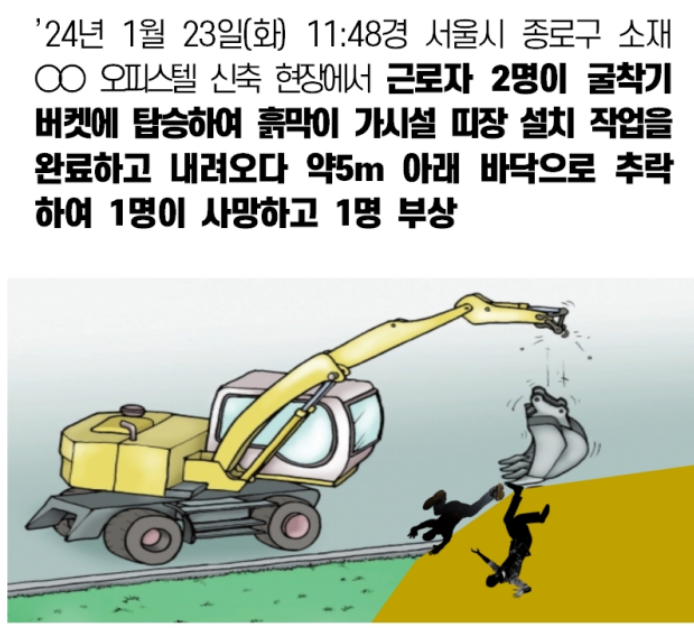 ’24년 1월 23일(화) 11:48경 서울시 종로구 소재
○○ 오피스텔 신축 현장에서 근로자 2명이 굴착기
버켓에 탑승하여 흙막이 가시설 띠장 설치 작업을
완료하고 내려오다 약5m 아래 바닥으로 추락
하여 1명이 사망하고 1명 부상